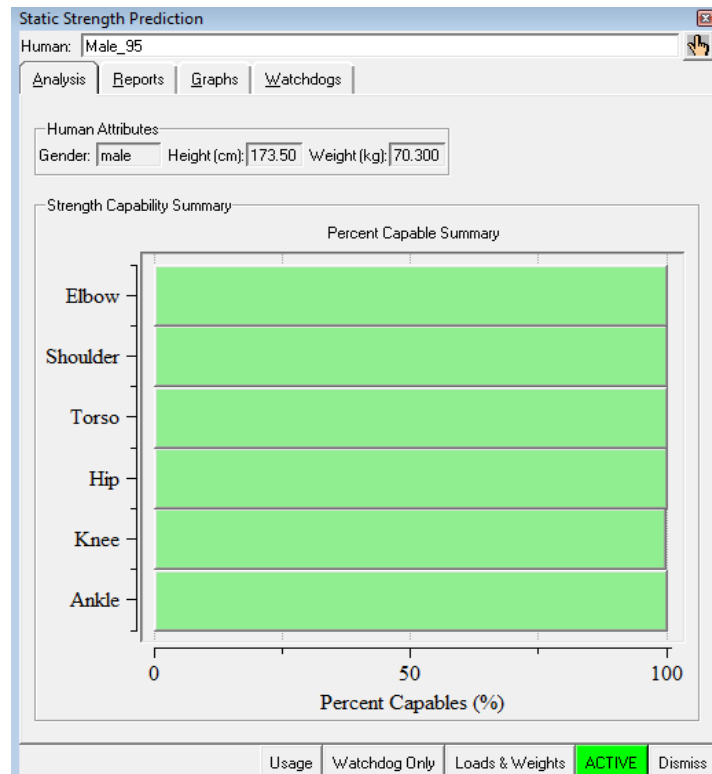 Static Strength Prediction
Human: Male_95
Analysis Reports Graphs Watchdogs
Human Attributes
Gender: male Height (cm): 173.50 Weight (kg): 70.300
Strength Capability Summary
Percent Capable Summary
Elbow
Shoulder
Torso
Hip
Knee
Ankle
0 50 100
Percent Capables (%)
Usage Watchdog Only Loads & Weights ACTIVE Dismiss